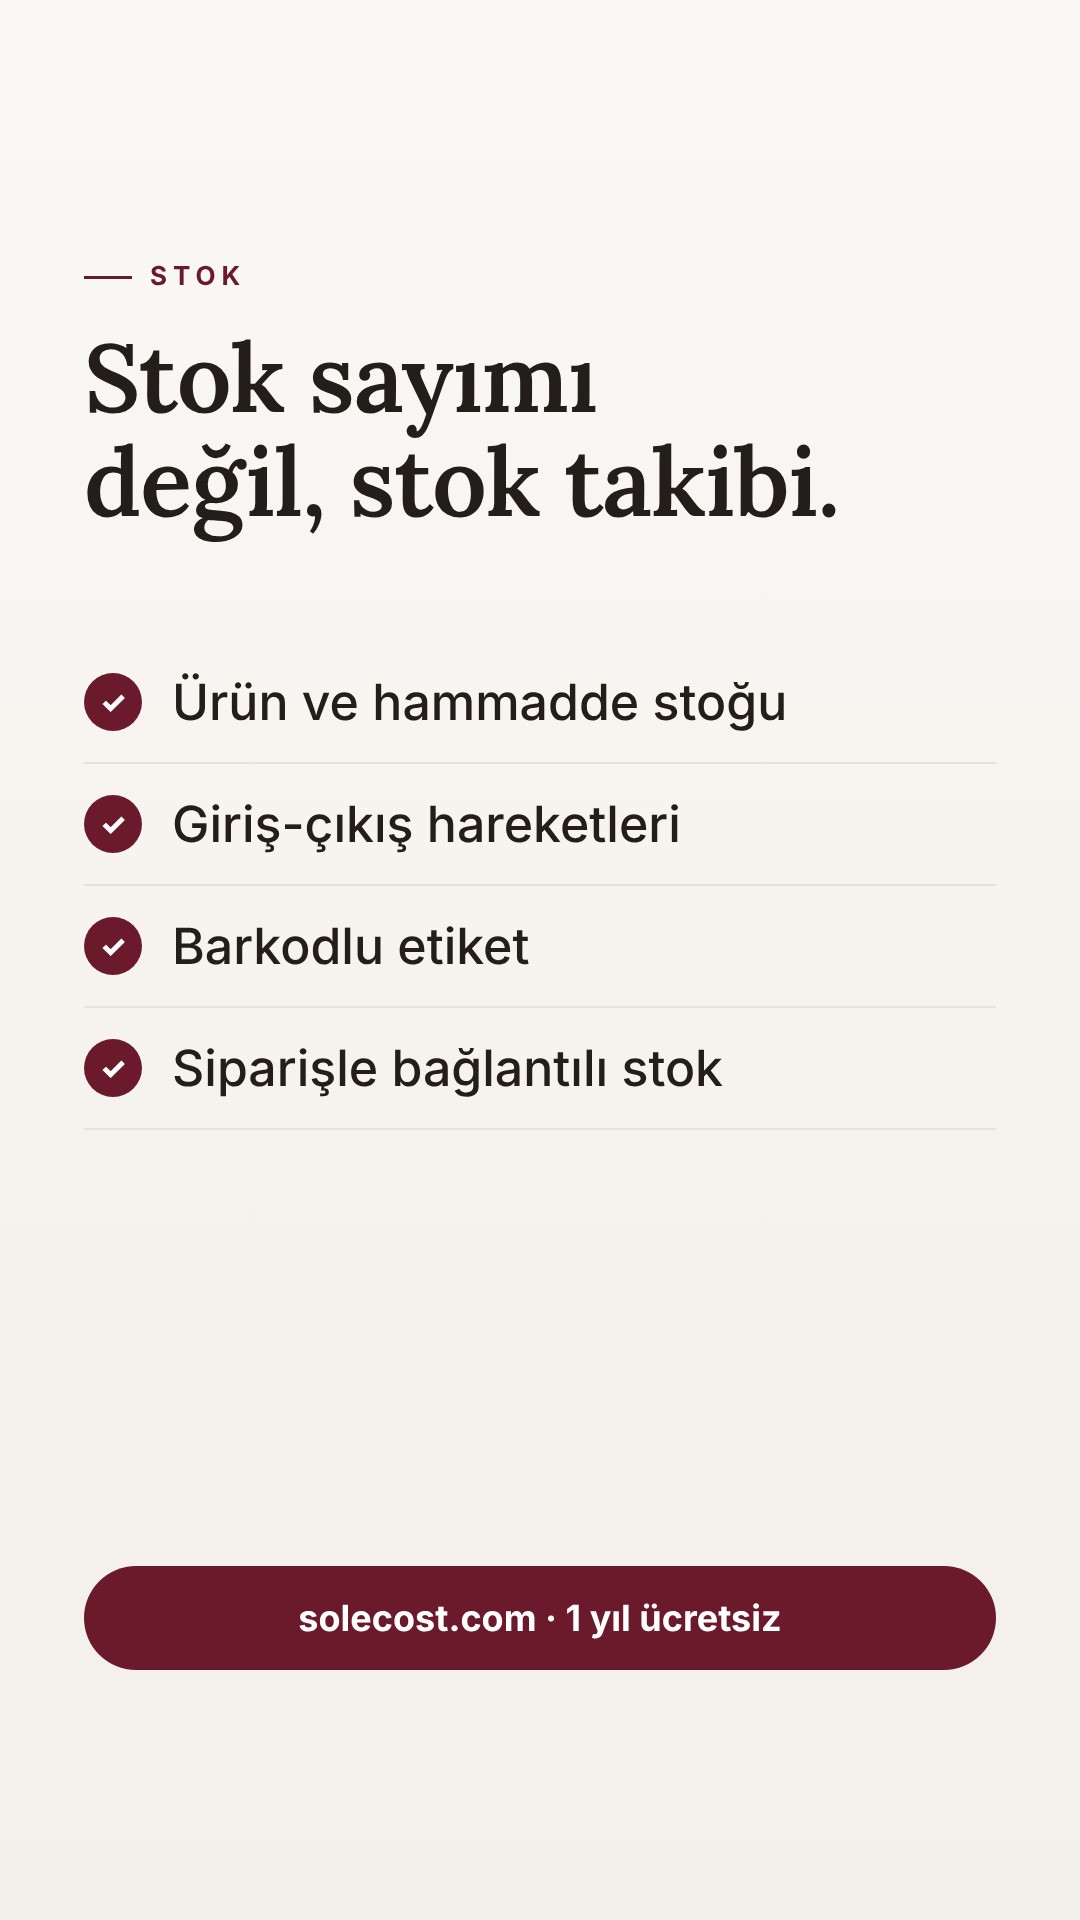 STOK
Stok sayımı
değil, stok takibi.
Ürün ve hammadde stoğu
Giriş-çıkış hareketleri
Barkodlu etiket
Siparişle bağlantılı stok
solecost.com · 1 yıl ücretsiz